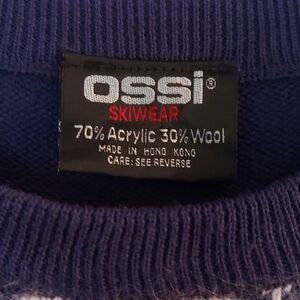 OSSi®
SKIWEAR
70% Acrylic 30% Wool
MADE IN HONG KONG
CARE: SEE REVERSE